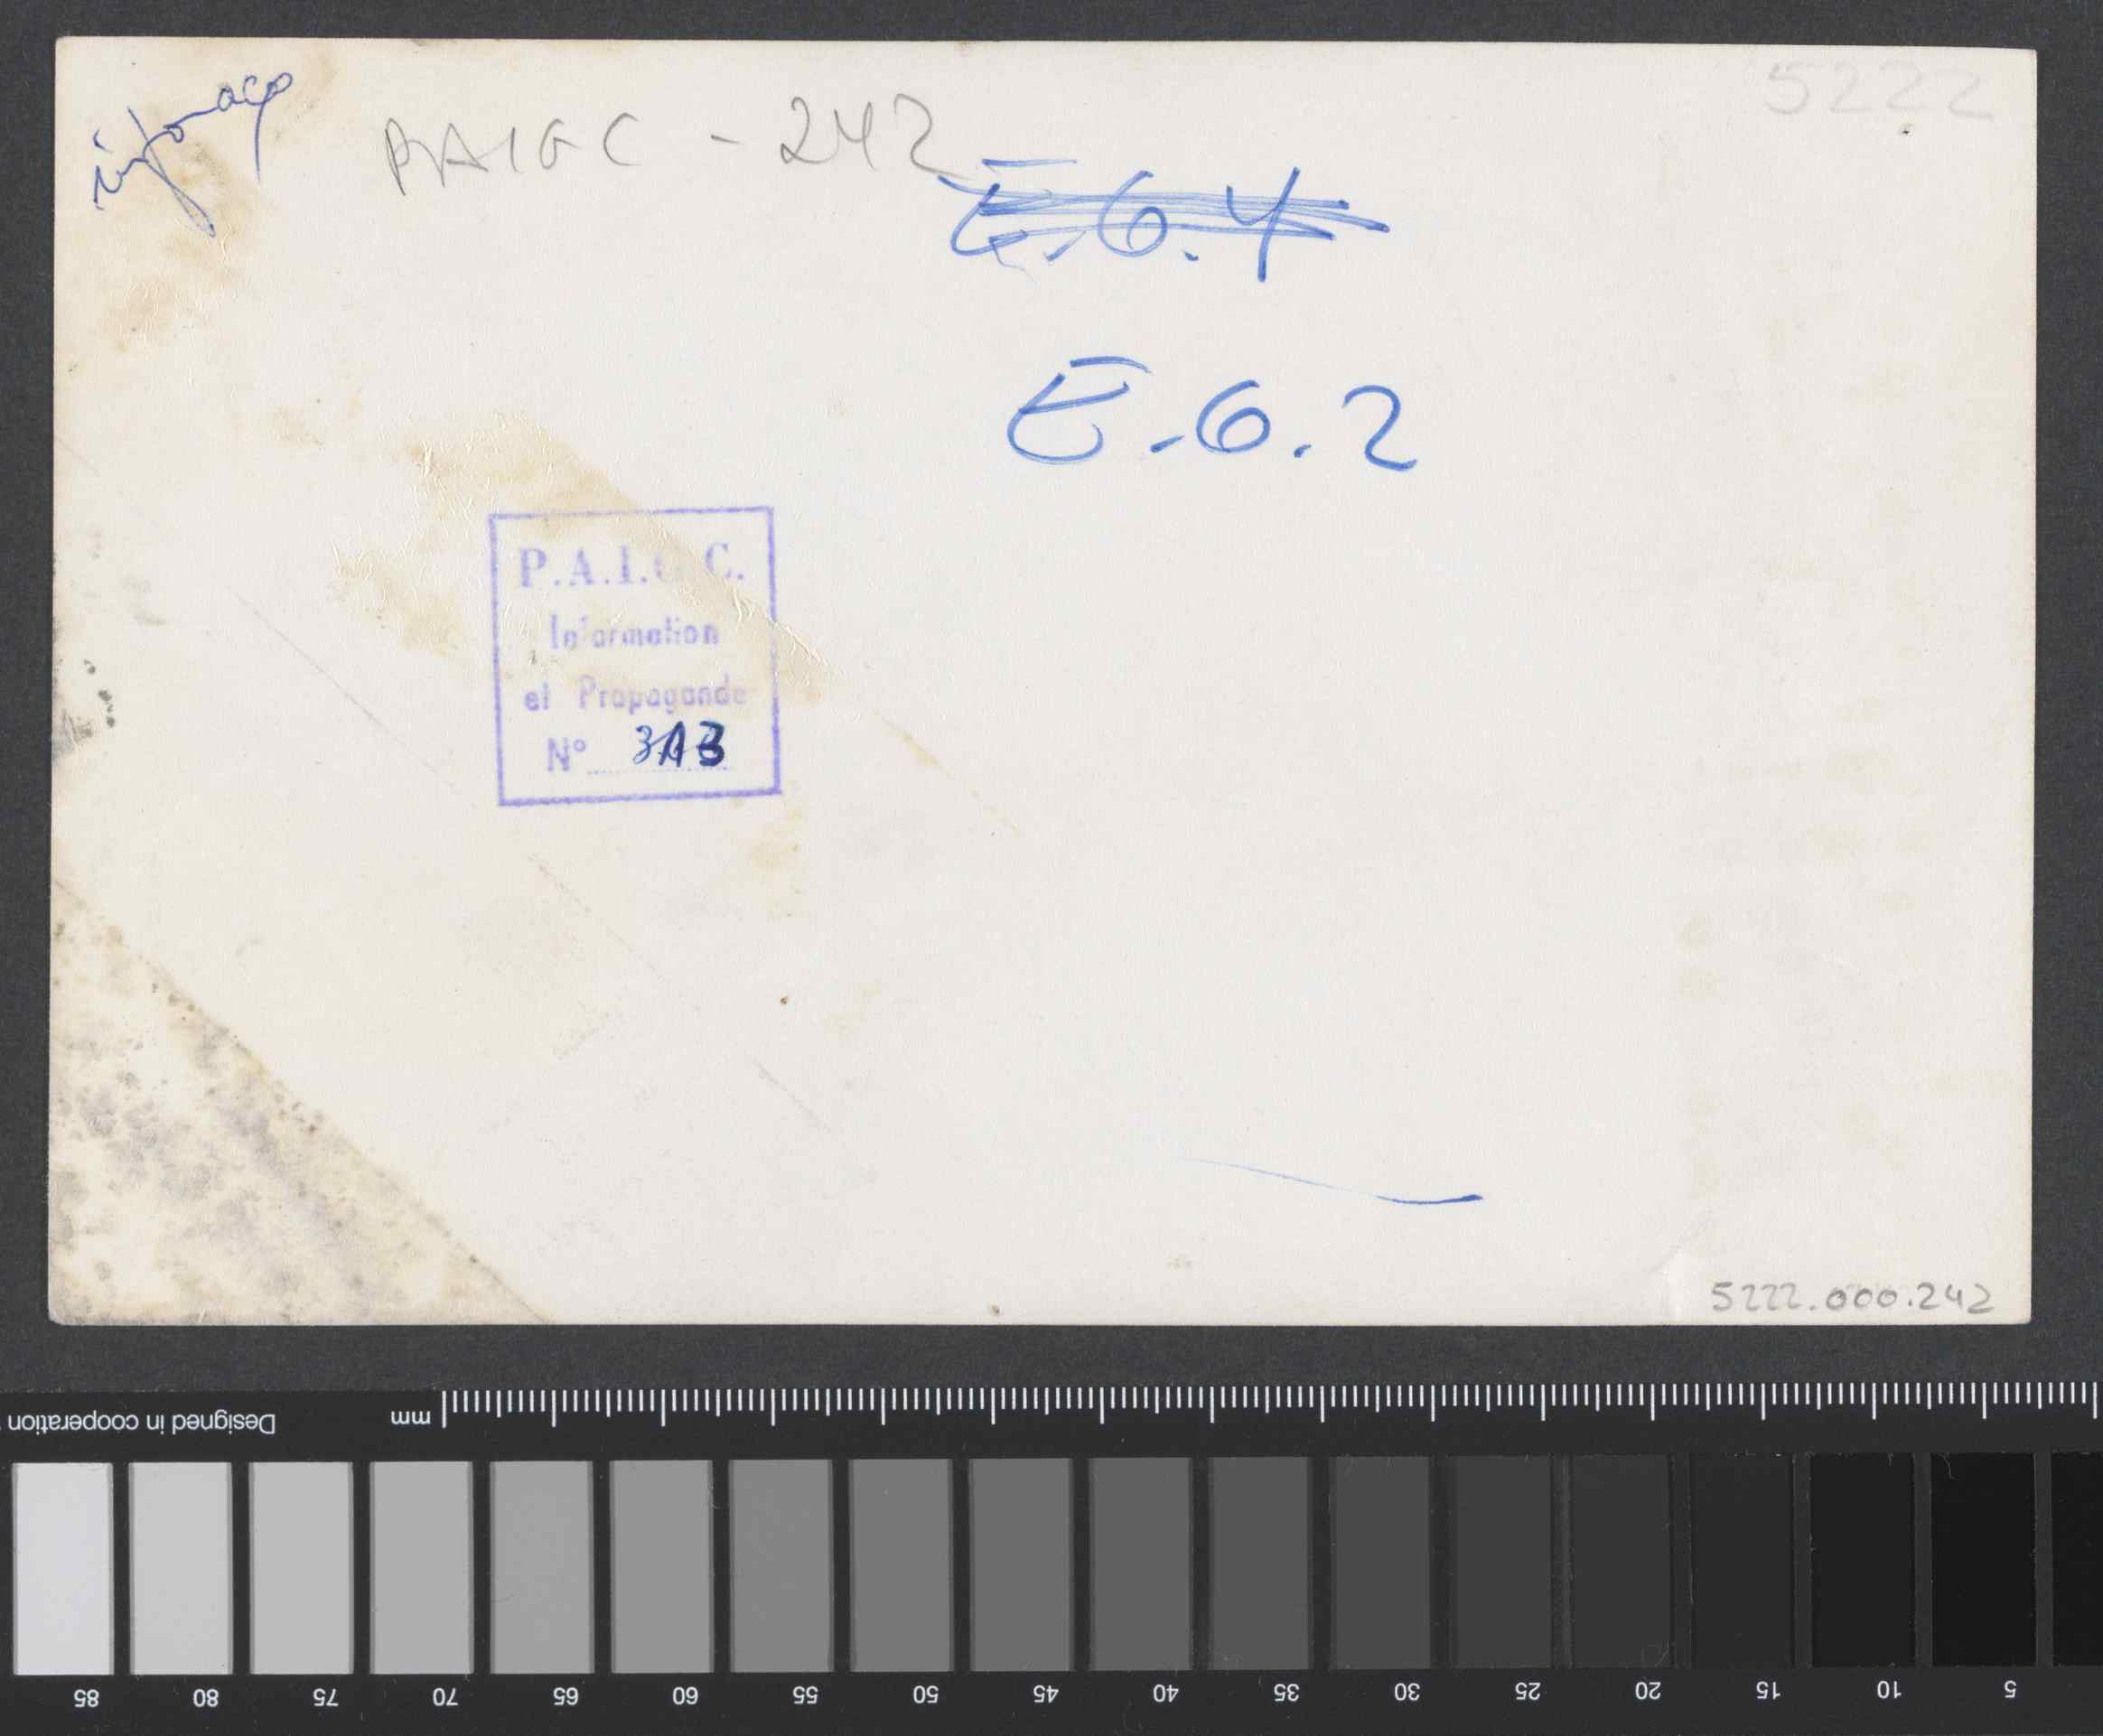 5222
PAIGC - 242
E.6.4
E.6.2
P.A.I.G.C.
Information
et Propagande
N°
5222.000.242
Designed in cooperation
mm
85 80 75 70 65 60 55 50 45 40 35 30 25 20 15 10 5